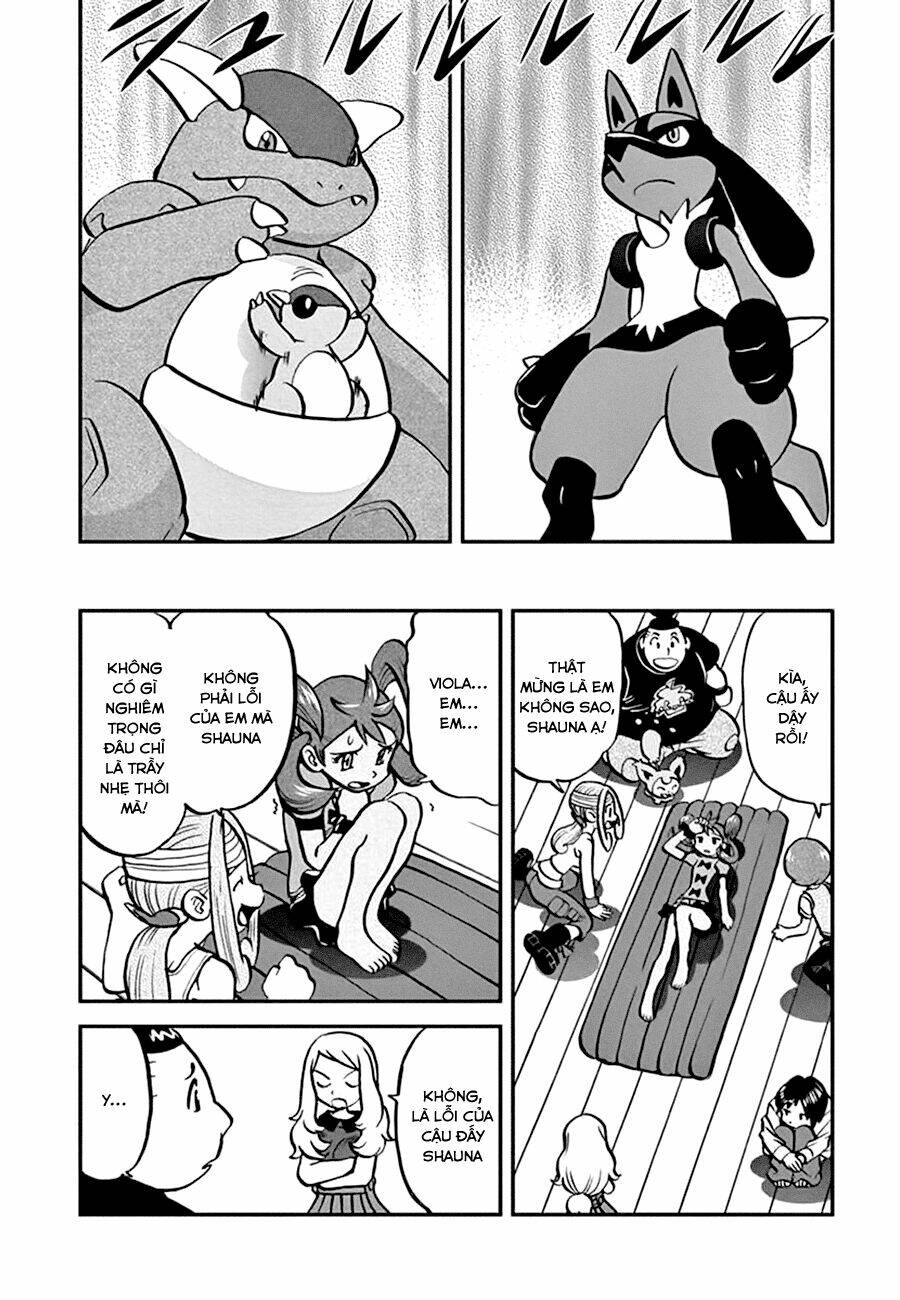 シュルルルル
KÌA,
CẬU ẤY
DẬY
RỒI!
THẬT
MỪNG LÀ EM
KHÔNG SAO,
SHAUNA Ạ!
VIOLA...
EM...
EM...
KHÔNG
PHẢI LỖI
CỦA EM MÀ
SHAUNA
KHÔNG
CÓ GÌ
NGHIÊM
TRỌNG
ĐÂU CHỈ
LÀ TRẦY
NHẸ THÔI
MÀ!
KHÔNG,
LÀ LỖI CỦA
CẬU ĐẤY
SHAUNA
Y...